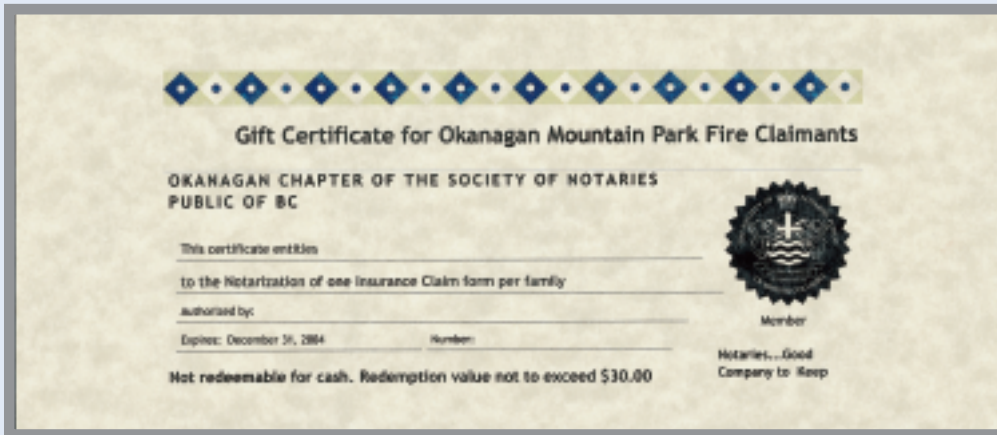 Gift Certificate for Okanagan Mountain Park Fire Claimants
OKANAGAN CHAPTER OF THE SOCIETY OF NOTARIES
PUBLIC OF BC
This certificate entitles
to the Notarization of one Insurance Claim form per family
authorized by:
Expires: December 31, 2004 Number:
Not redeemable for cash. Redemption value not to exceed $30.00
Member
Notaries...Good
Company to Keep